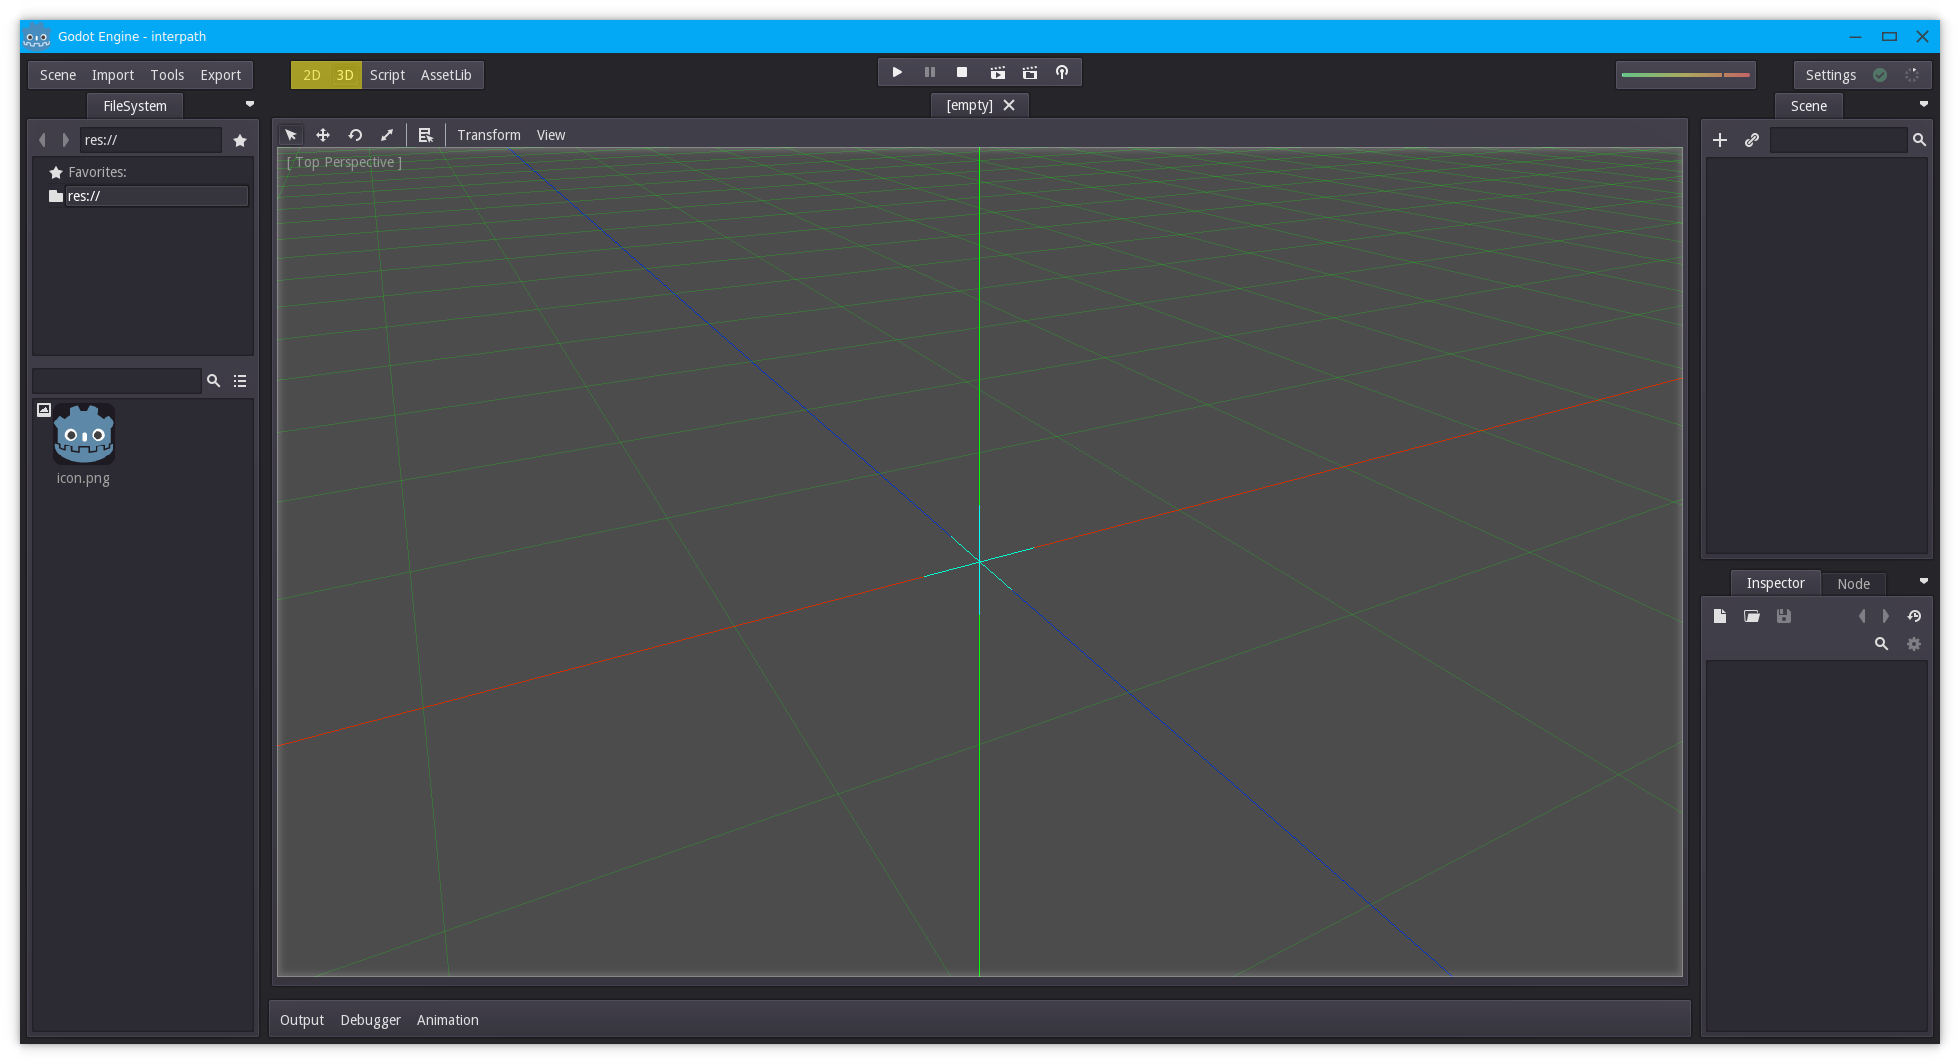 Godot Engine - interpath
Scene Import Tools Export 2D 3D Script AssetLib Settings
FileSystem [empty] Scene
res:// Transform View
[ Top Perspective ]
Favorites:
res://
icon.png
Inspector Node
Output Debugger Animation